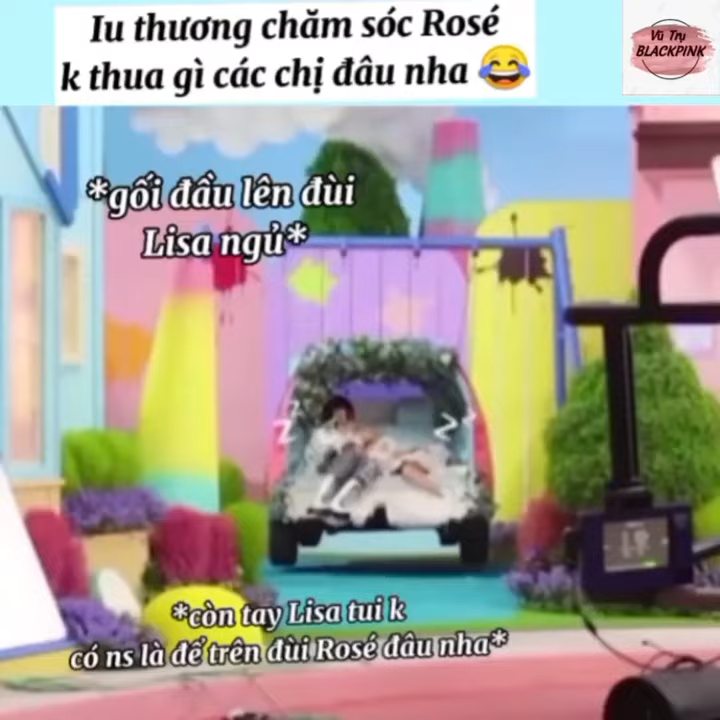 Iu thương chăm sóc Rosé
k thua gì các chị đâu nha 😂
Vũ Trụ
BLACKPINK
*gối đầu lên đùi
Lisa ngủ*
Z
Z
*còn tay Lisa tui k
có ns là để trên đùi Rosé đâu nha*